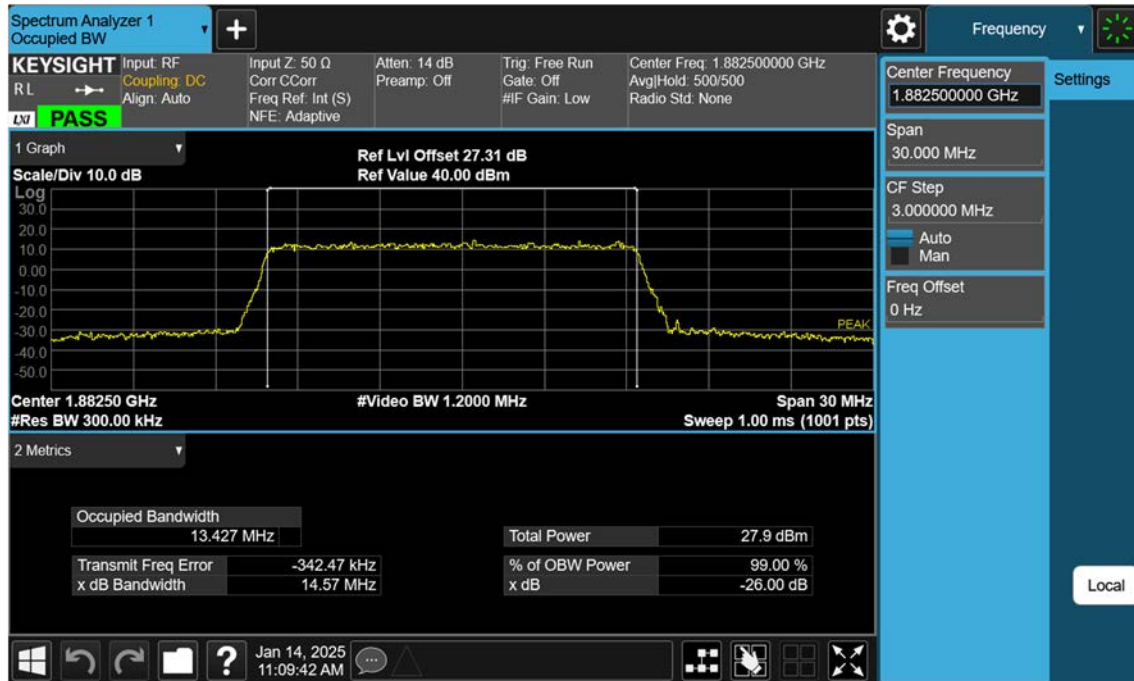 Spectrum Analyzer 1
Occupied BW
+
Frequency
KEYSIGHT
R L
LXI
PASS
Input: RF
Coupling: DC
Align: Auto
Input Z: 50 Ω
Corr CCorr
Freq Ref: Int (S)
NFE: Adaptive
Atten: 14 dB
Preamp: Off
Trig: Free Run
Gate: Off
#IF Gain: Low
Center Freq: 1.882500000 GHz
Avg|Hold: 500/500
Radio Std: None
Center Frequency
1.882500000 GHz
Settings
Span
30.000 MHz
CF Step
3.000000 MHz
Auto
Man
Freq Offset
0 Hz
Local
1 Graph
Scale/Div 10.0 dB
Ref Lvl Offset 27.31 dB
Ref Value 40.00 dBm
Log
30.0
20.0
10.0
0.00
-10.0
-20.0
-30.0
-40.0
-50.0
PEAK
Center 1.88250 GHz
#Video BW 1.2000 MHz
Span 30 MHz
#Res BW 300.00 kHz
Sweep 1.00 ms (1001 pts)
2 Metrics
Occupied Bandwidth
13.427 MHz
Total Power 27.9 dBm
Transmit Freq Error -342.47 kHz
% of OBW Power 99.00 %
x dB Bandwidth 14.57 MHz
x dB -26.00 dB
?
Jan 14, 2025
11:09:42 AM